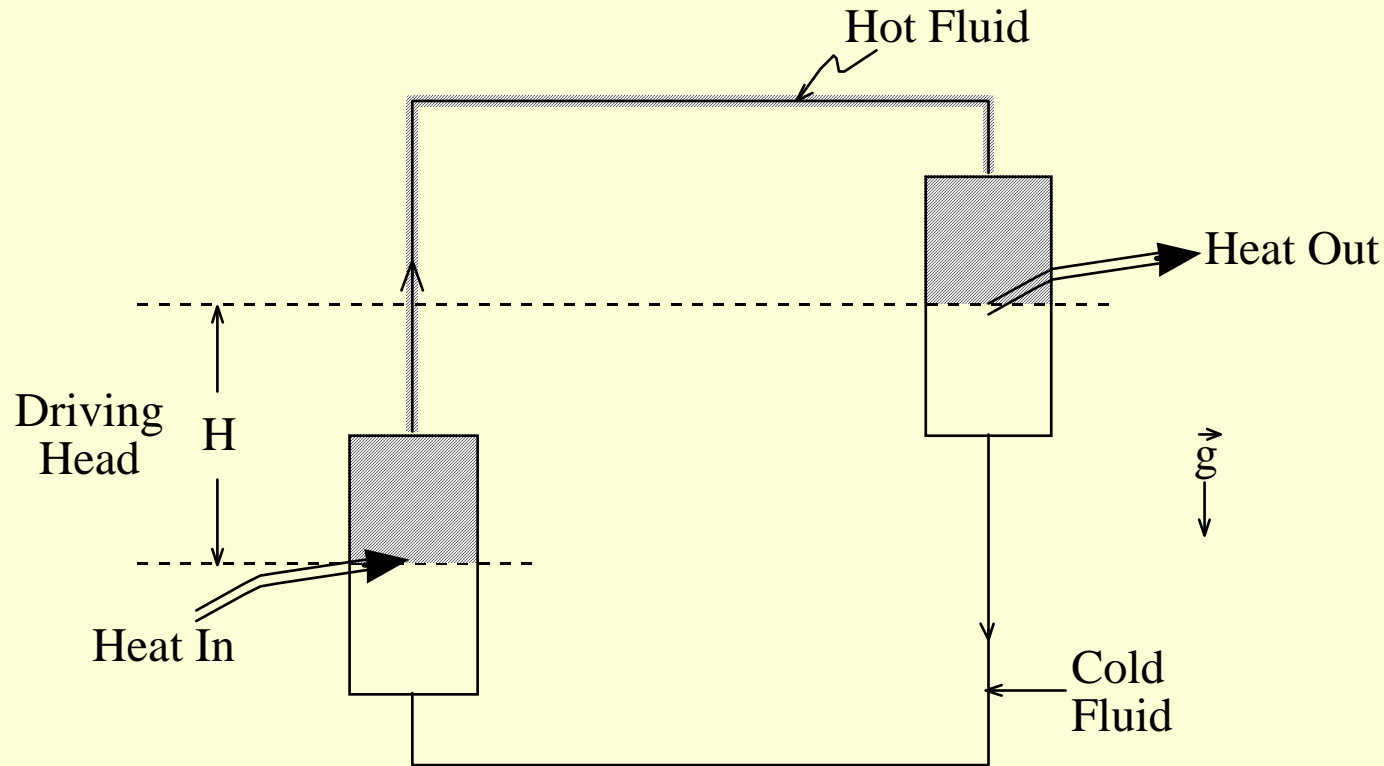 Hot Fluid
Heat Out
Driving
Head
H
g
Heat In
Cold
Fluid